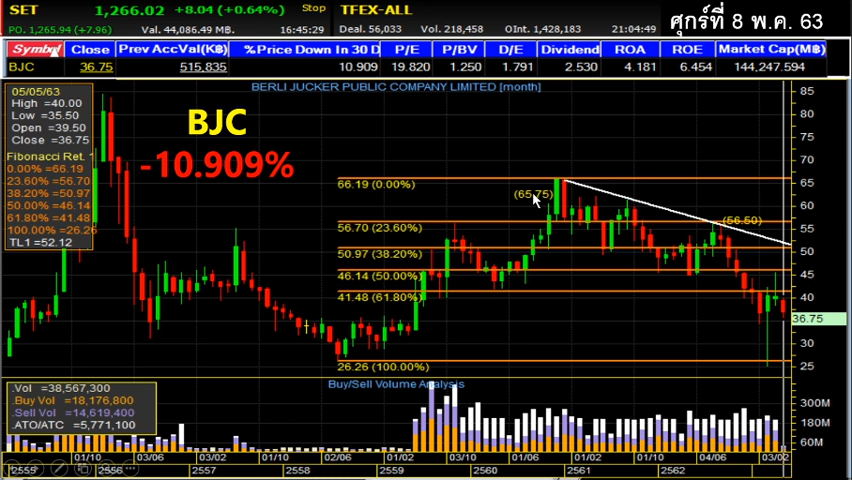 SET 1,266.02 +8.04 (+0.64%) Stop TFEX-ALL
PO. 1,265.94 (+7.96) Val. 44,086.49 MB. 16:45:29 Deal. 56,033 Vol. 218,458 OI. 1,428,183 21:04:49
ศุกร์ที่ 8 พ.ค. 63
Symbol Close Prev AccVal(K฿) %Price Down In 30 D P/E P/BV D/E Dividend ROA ROE Market Cap(M฿)
BJC 36.75 515,835 10.909 19.820 1.250 1.791 2.530 4.181 6.454 144,247.594
BERLI JUCKER PUBLIC COMPANY LIMITED [month]
05/05/63
High =40.00
Low =35.50
Open =39.50
Close =36.75
Fibonacci Ret. 1
0.00% =66.19
23.60% =56.70
38.20% =50.97
50.00% =46.14
61.80% =41.48
100.00% =26.26
TL1 =52.12
BJC
-10.909%
66.19 (0.00%)
(65.75)
56.70 (23.60%)
(56.50)
50.97 (38.20%)
46.14 (50.00%)
41.48 (61.80%)
26.26 (100.00%)
85
80
75
70
65
60
55
50
45
40
36.75
30
25
Buy/Sell Volume Analysis
.Vol =38,567,300
.Buy Vol =18,176,800
.Sell Vol =14,619,400
.ATO/ATC =5,771,100
300M
180M
60M
01/10 03/06 03/02 01/10 02/06 03/10 01/06 01/02 01/10 04/06 03/02
2555 2556 2557 2558 2559 2560 2561 2562